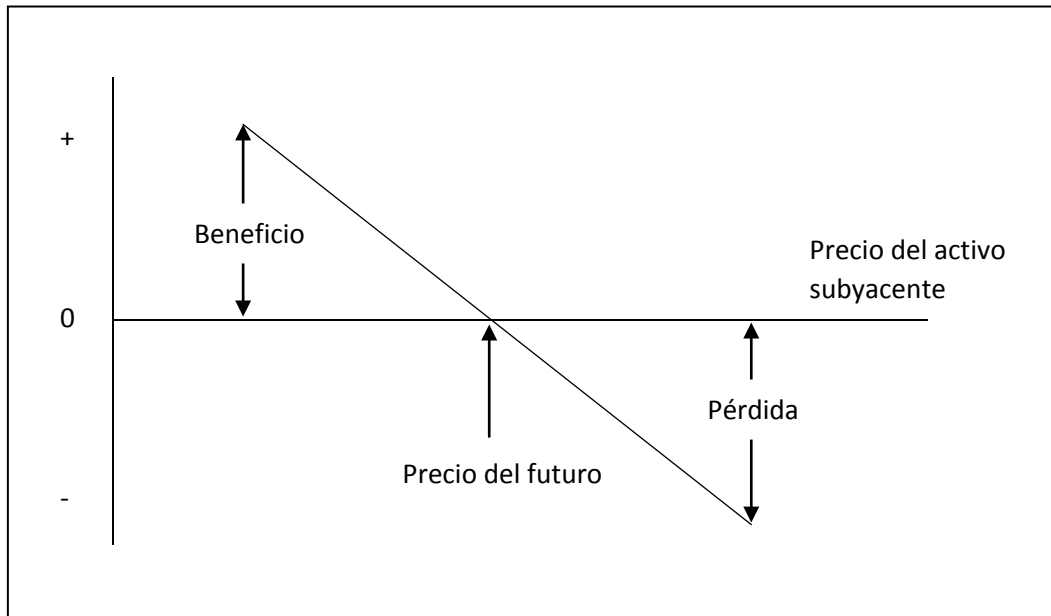 +
Beneficio
Precio del activo
subyacente
0
Pérdida
Precio del futuro
-